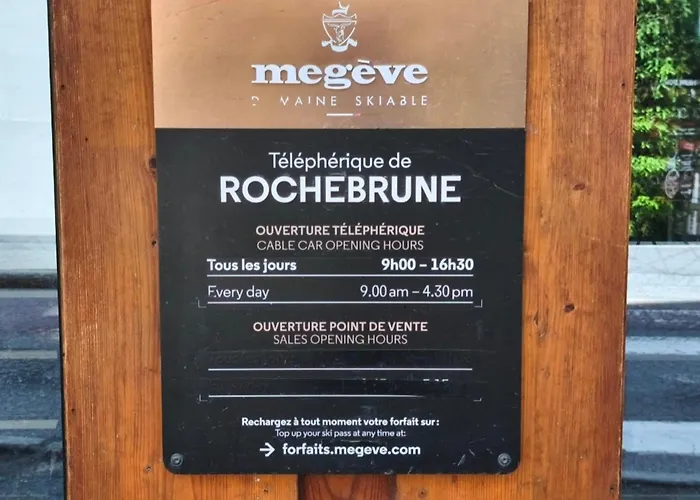 megève
D MAINE SKIABLE
Téléphérique de
ROCHEBRUNE
OUVERTURE TÉLÉPHÉRIQUE
CABLE CAR OPENING HOURS
Tous les jours 9h00 – 16h30
Every day 9.00 am – 4.30 pm
OUVERTURE POINT DE VENTE
SALES OPENING HOURS
Rechargez à tout moment votre forfait sur :
Top up your ski pass at any time at:
→ forfaits.megeve.com